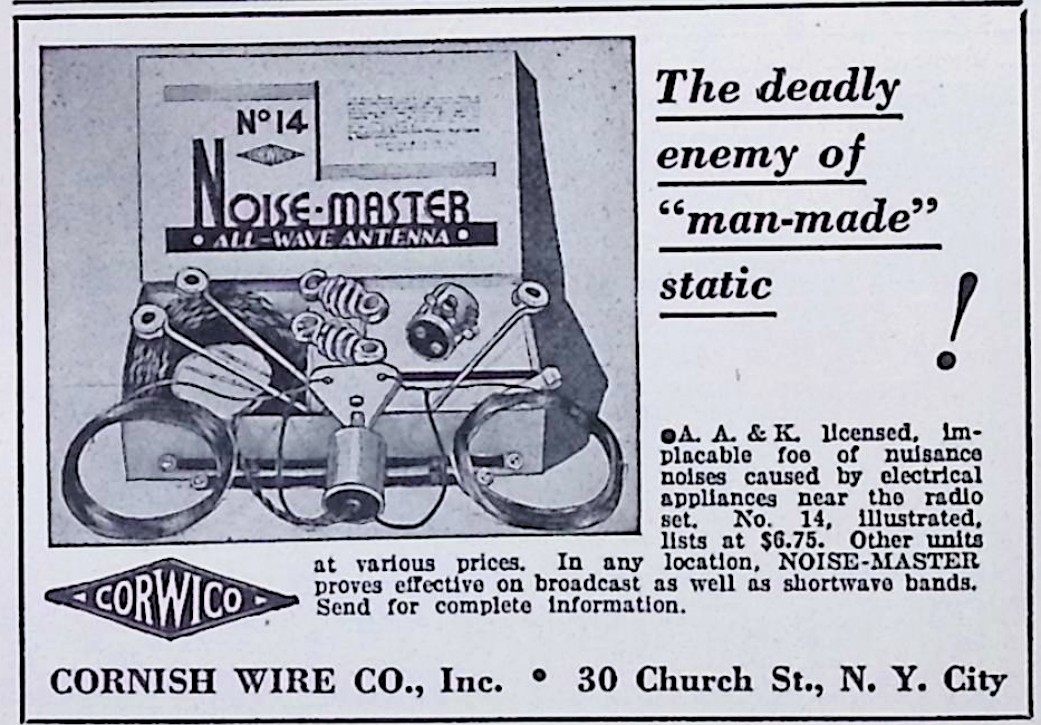 No 14
NOISE-MASTER
• ALL-WAVE ANTENNA •
The deadly
enemy of
“man-made”
static
!
●A. A. & K. licensed, im-
placable foe of nuisance
noises caused by electrical
appliances near the radio
set. No. 14, illustrated,
lists at $6.75. Other units
at various prices. In any location, NOISE-MASTER
proves effective on broadcast as well as shortwave bands.
Send for complete information.
CORWICO
CORNISH WIRE CO., Inc. • 30 Church St., N. Y. City